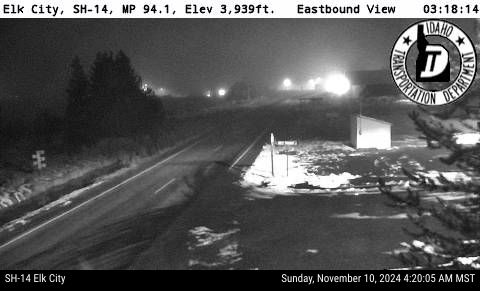 Elk City, SH-14, MP 94.1, Elev 3,939ft. Eastbound View 03:18:14
IDAHO
TRANSPORTATION DEPARTMENT
SH-14 Elk City Sunday, November 10, 2024 4:20:05 AM MST